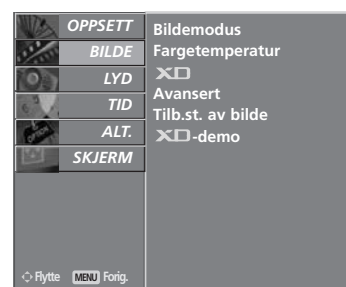 OPPSETT
BILDE
LYD
TID
ALT.
SKJERM
Flytte MENU Forig.
Bildemodus
Fargetemperatur
XD
Avansert
Tilb.st. av bilde
XD-demo